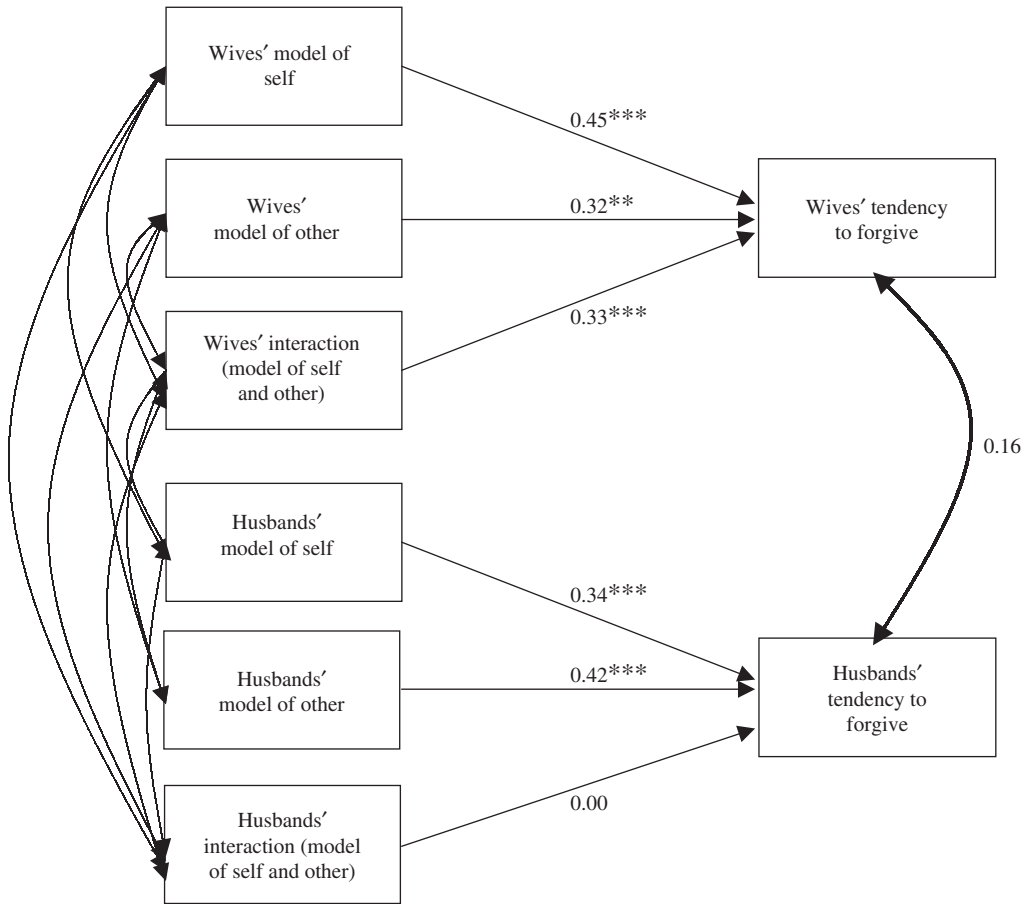 Wives′ model of
self
Wives′
model of other
Wives′ interaction
(model of self
and other)
Husbands′
model of self
Husbands′
model of other
Husbands′
interaction (model
of self and other)
0.45***
0.32**
0.33***
0.34***
0.42***
0.00
Wives′ tendency
to forgive
0.16
Husbands′
tendency to
forgive